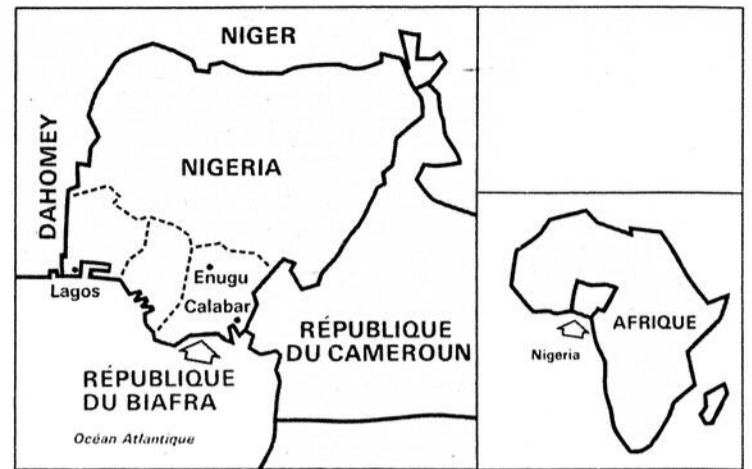 NIGER
DAHOMEY
NIGERIA
Enugu
Lagos
Calabar
RÉPUBLIQUE
DU CAMEROUN
RÉPUBLIQUE
DU BIAFRA
Océan Atlantique
AFRIQUE
Nigeria